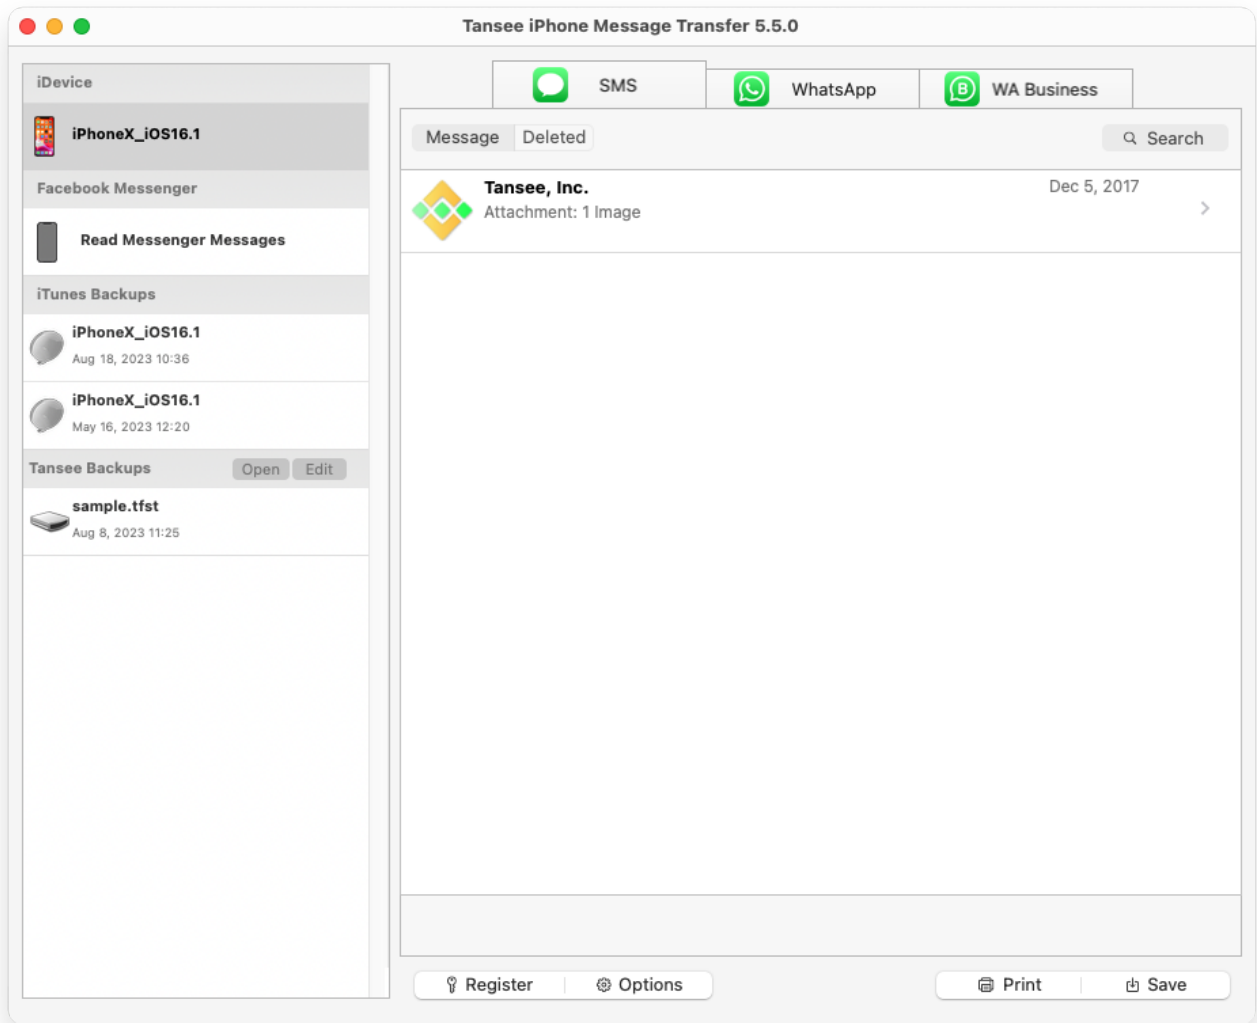 Tansee iPhone Message Transfer 5.5.0
iDevice
iPhoneX_iOS16.1
Facebook Messenger
Read Messenger Messages
iTunes Backups
iPhoneX_iOS16.1
Aug 18, 2023 10:36
iPhoneX_iOS16.1
May 16, 2023 12:20
Tansee Backups Open Edit
sample.tfst
Aug 8, 2023 11:25
SMS WhatsApp B WA Business
Message Deleted Search
Tansee, Inc. Dec 5, 2017
Attachment: 1 Image
Register Options Print Save